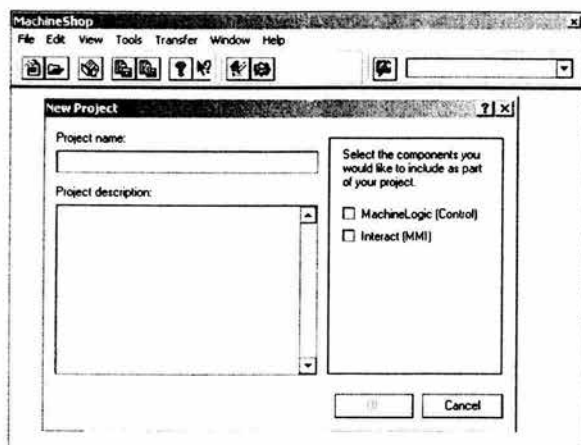 MachineShop
File Edit View Tools Transfer Window Help
New Project
Project name:
Project description:
Select the components you
would like to include as part
of your project.
MachineLogic (Control)
Interact (MMI)
Cancel